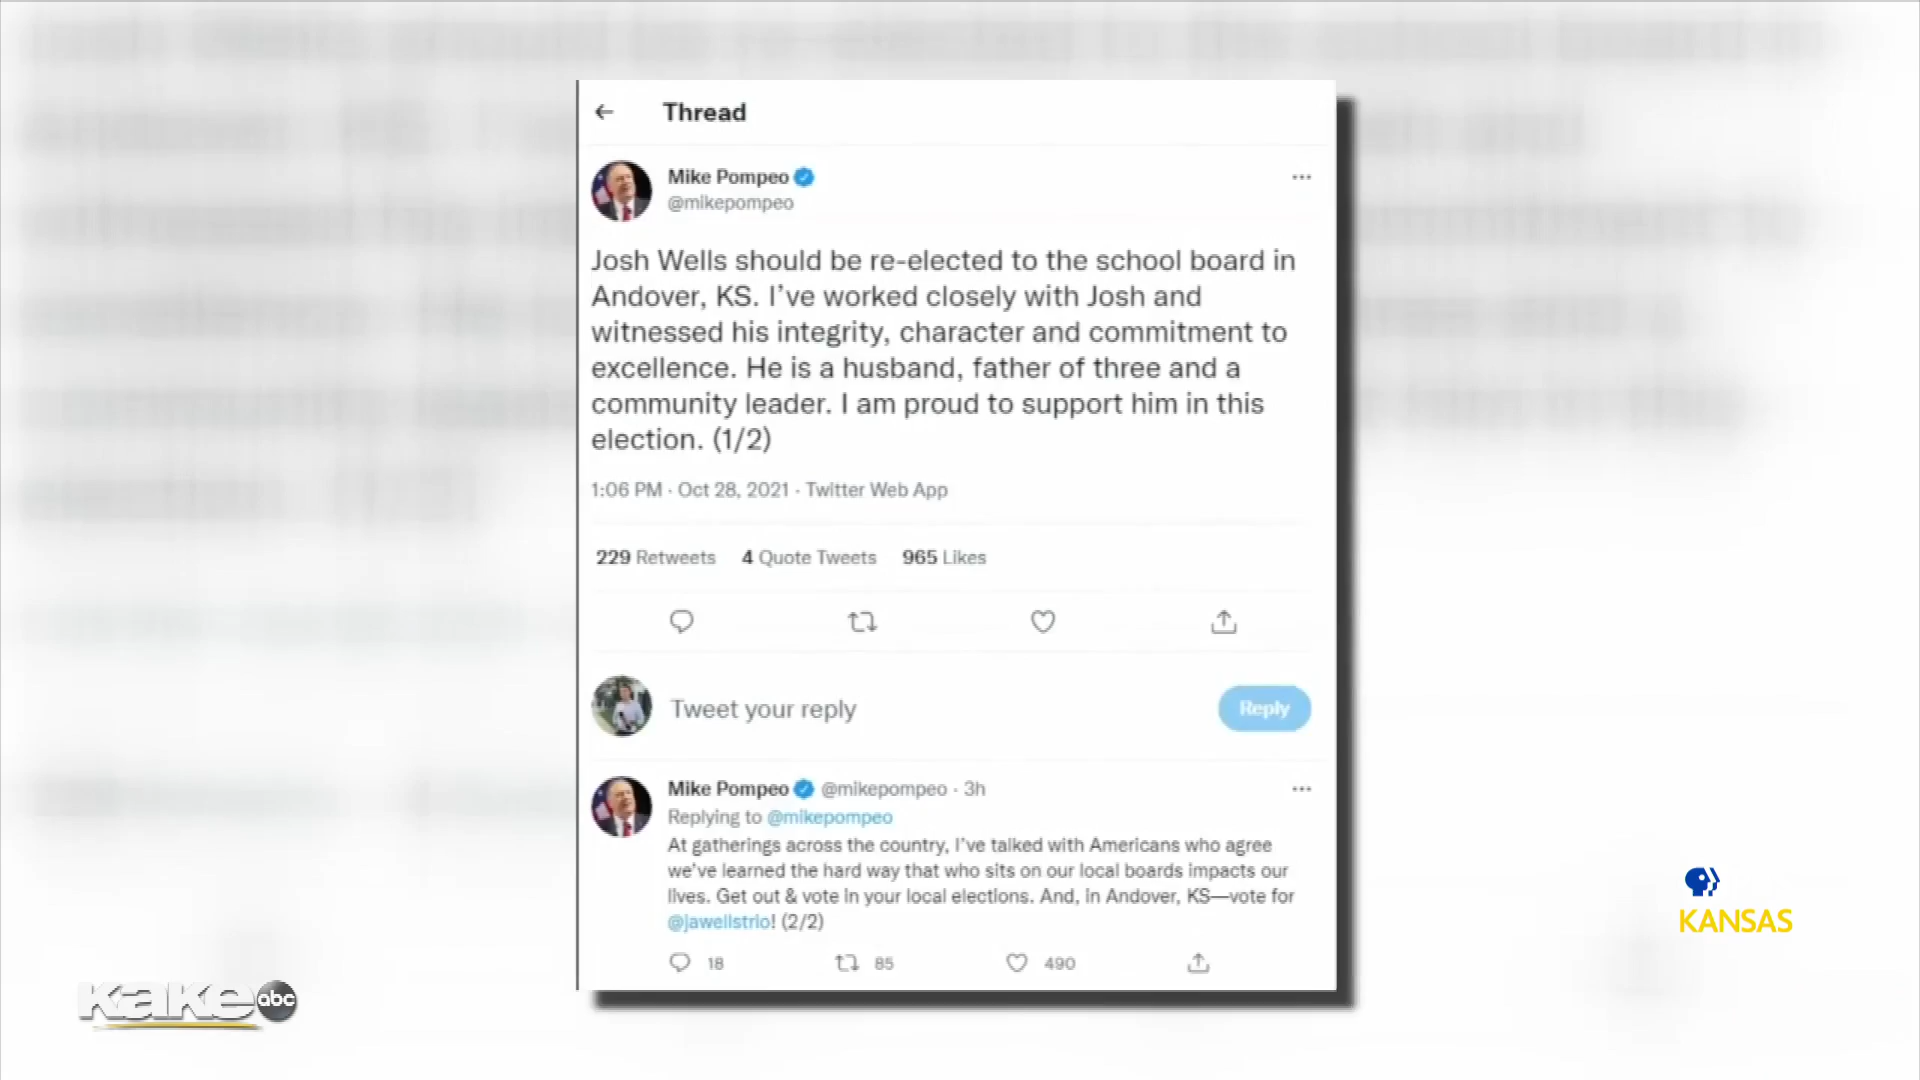 Thread
Mike Pompeo
@mikepompeo
Josh Wells should be re-elected to the school board in
Andover, KS. I've worked closely with Josh and
witnessed his integrity, character and commitment to
excellence. He is a husband, father of three and a
community leader. I am proud to support him in this
election. (1/2)
1:06 PM · Oct 28, 2021 · Twitter Web App
229 Retweets 4 Quote Tweets 965 Likes
Tweet your reply
Reply
Mike Pompeo @mikepompeo · 3h
Replying to @mikepompeo
At gatherings across the country, I've talked with Americans who agree
we've learned the hard way that who sits on our local boards impacts our
lives. Get out & vote in your local elections. And, in Andover, KS—vote for
@jawellstrio! (2/2)
18 85 490
KANSAS
kake abc